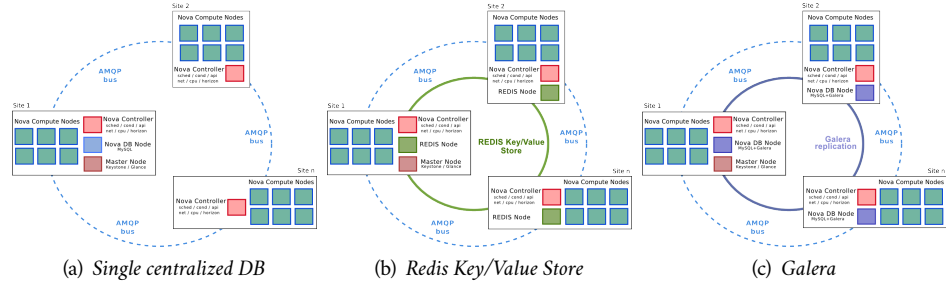 Site 2
Nova Compute Nodes
Nova Controller
sched / cond / api
net / cpu / horizon
AMQP
bus
Site 1
Nova Compute Nodes
Nova Controller
sched / cond / api
net / cpu / horizon
Nova DB Node
MySQL
Master Node
Keystone / Glance
AMQP
bus
Site n
Nova Compute Nodes
Nova Controller
sched / cond / api
net / cpu / horizon
AMQP
bus
(a) Single centralized DB
Site 2
Nova Compute Nodes
Nova Controller
sched / cond / api
net / cpu / horizon
REDIS Node
AMQP
bus
Site 1
Nova Compute Nodes
Nova Controller
sched / cond / api
net / cpu / horizon
REDIS Node
Master Node
Keystone / Glance
REDIS Key/Value
Store
AMQP
bus
Site n
Nova Compute Nodes
Nova Controller
sched / cond / api
net / cpu / horizon
REDIS Node
AMQP
bus
(b) Redis Key/Value Store
Site 2
Nova Compute Nodes
Nova Controller
sched / cond / api
net / cpu / horizon
Nova DB Node
MySQL+Galera
AMQP
bus
Site 1
Nova Compute Nodes
Nova Controller
sched / cond / api
net / cpu / horizon
Nova DB Node
MySQL+Galera
Master Node
Keystone / Glance
Galera
replication
AMQP
bus
Site n
Nova Compute Nodes
Nova Controller
sched / cond / api
net / cpu / horizon
Nova DB Node
MySQL+Galera
AMQP
bus
(c) Galera